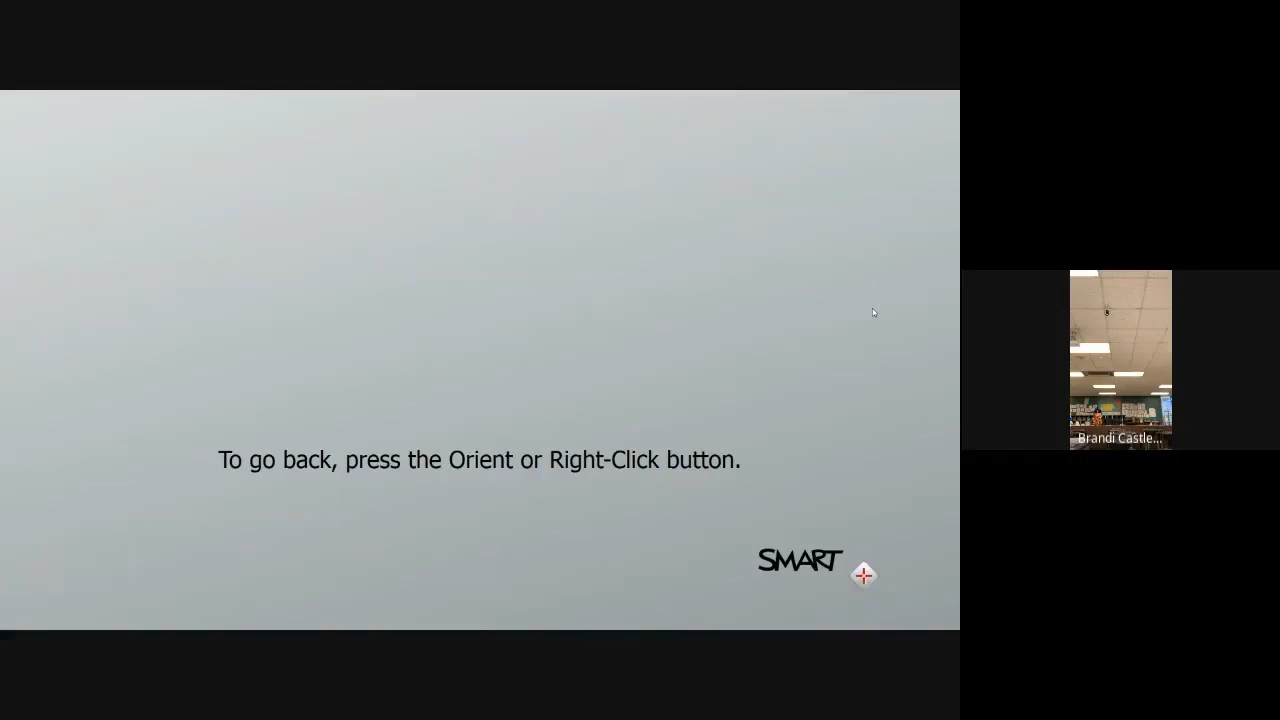 To go back, press the Orient or Right-Click button.
SMART
Brandi Castle...